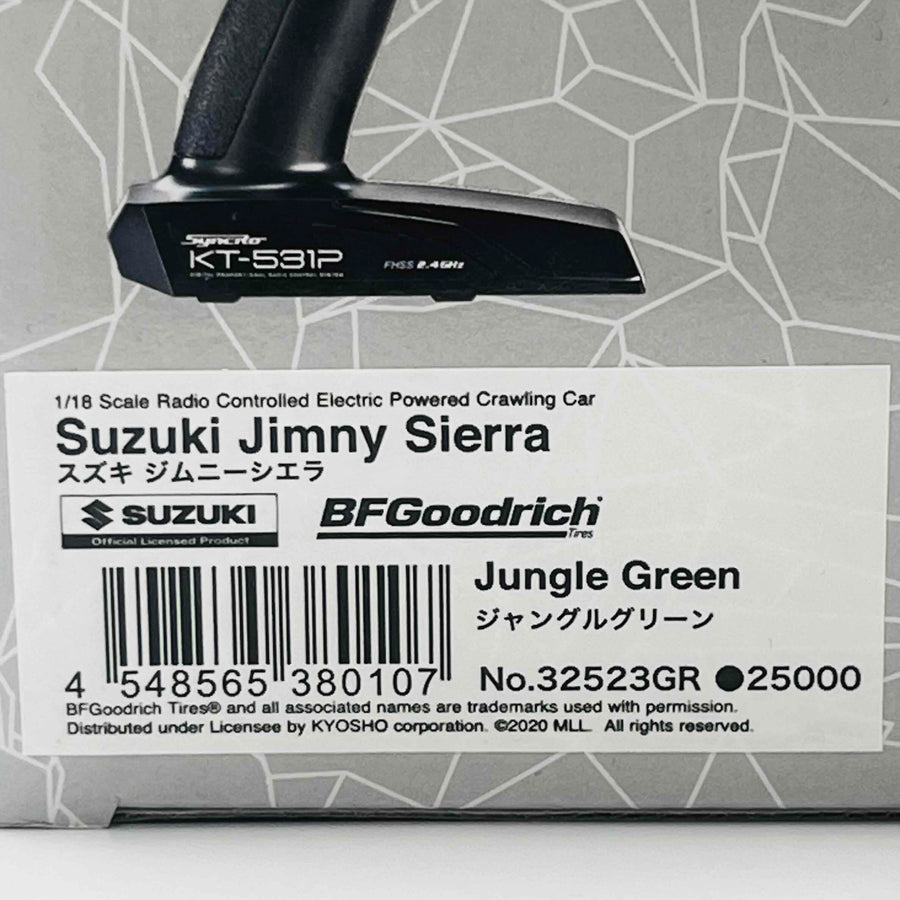 Syncro
KT-531P
FHSS 2.4GHz
1/18 Scale Radio Controlled Electric Powered Crawling Car
Suzuki Jimny Sierra
スズキ ジムニーシエラ
SUZUKI
Official Licensed Product
BFGoodrich
Tires
Jungle Green
ジャングルグリーン
4 548565 380107
No.32523GR ●25000
BFGoodrich Tires® and all associated names are trademarks used with permission.
Distributed under Licensee by KYOSHO corporation. ©2020 MLL. All rights reserved.